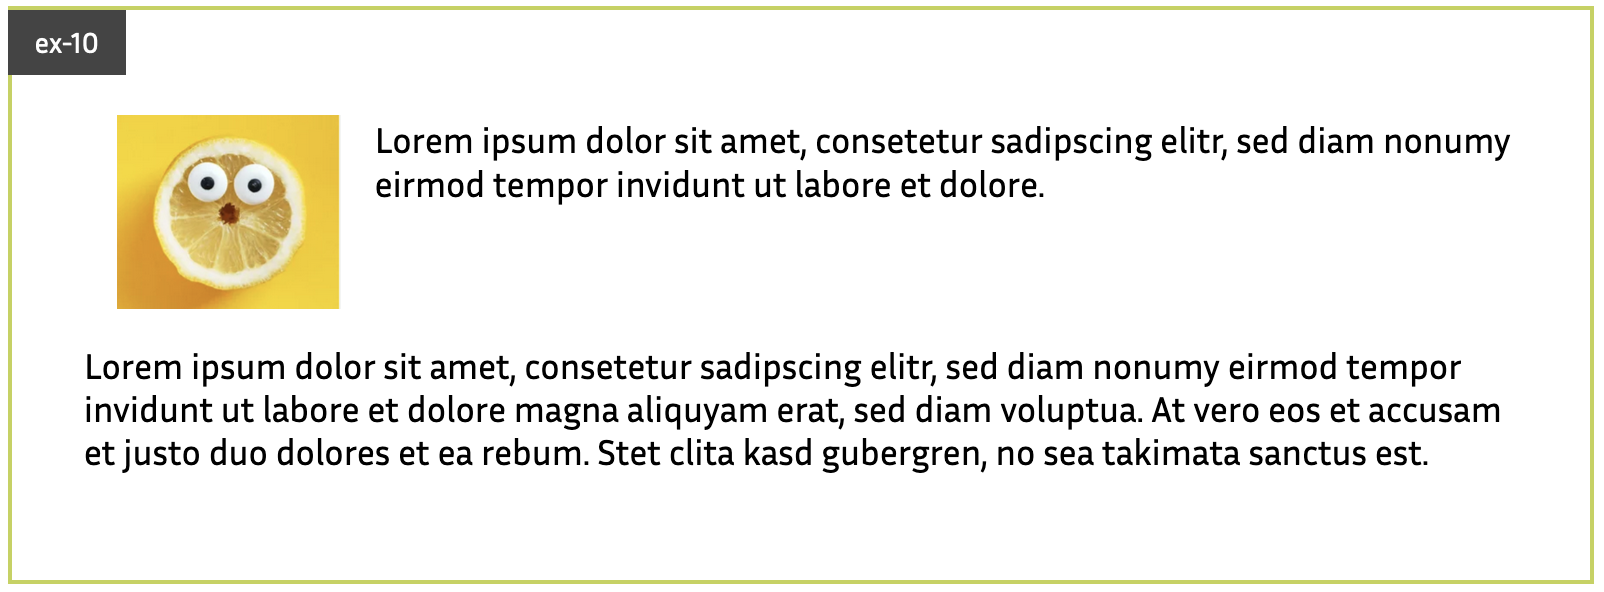 ex-10
Lorem ipsum dolor sit amet, consetetur sadipscing elitr, sed diam nonumy
eirmod tempor invidunt ut labore et dolore.
Lorem ipsum dolor sit amet, consetetur sadipscing elitr, sed diam nonumy eirmod tempor
invidunt ut labore et dolore magna aliquyam erat, sed diam voluptua. At vero eos et accusam
et justo duo dolores et ea rebum. Stet clita kasd gubergren, no sea takimata sanctus est.